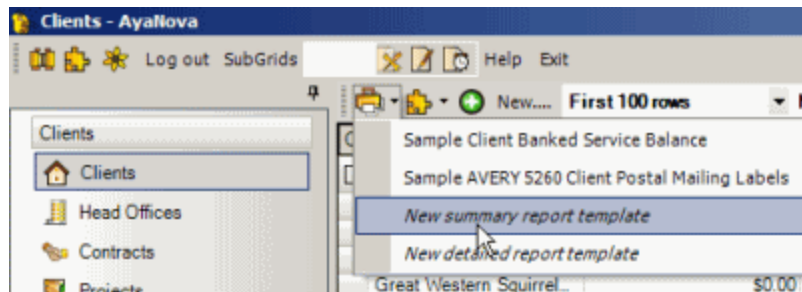 Clients - AyaNova
Log out SubGrids Help Exit
New.... First 100 rows
Clients
Sample Client Banked Service Balance
Clients
Sample AVERY 5260 Client Postal Mailing Labels
Head Offices
New summary report template
Contracts
New detailed report template
Projects
Great Western Squirrel... $0.00